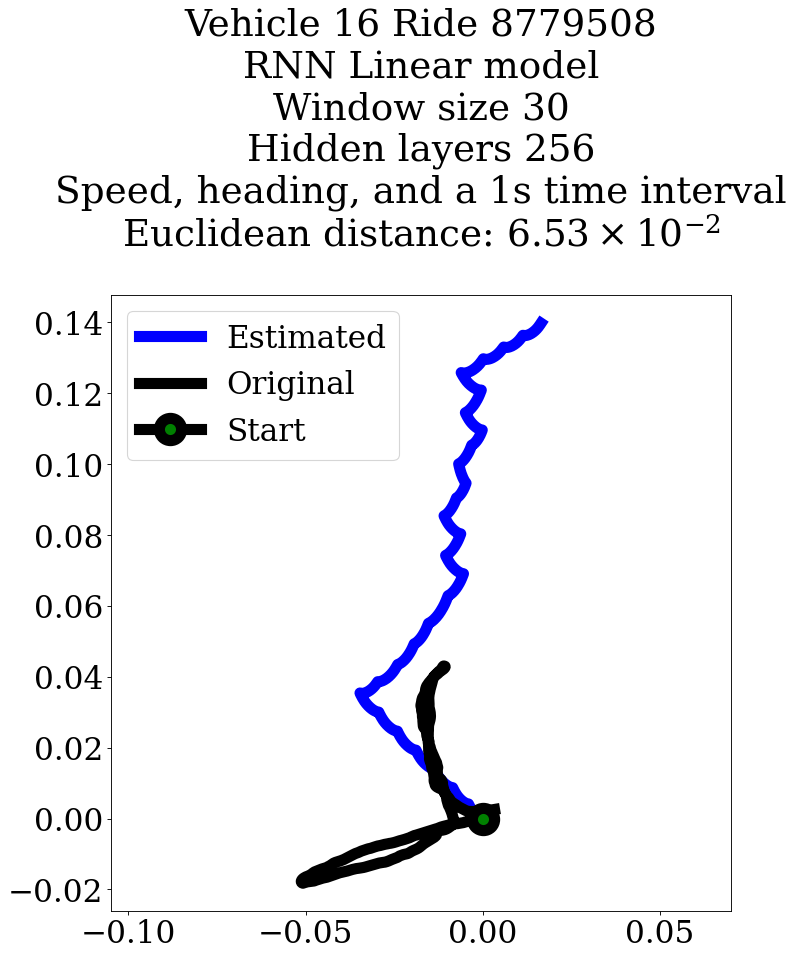 Vehicle 16 Ride 8779508
RNN Linear model
Window size 30
Hidden layers 256
Speed, heading, and a 1s time interval
Euclidean distance: 6.53 × 10⁻²
Estimated
Original
Start
0.14
0.12
0.10
0.08
0.06
0.04
0.02
0.00
−0.02
−0.10 −0.05 0.00 0.05